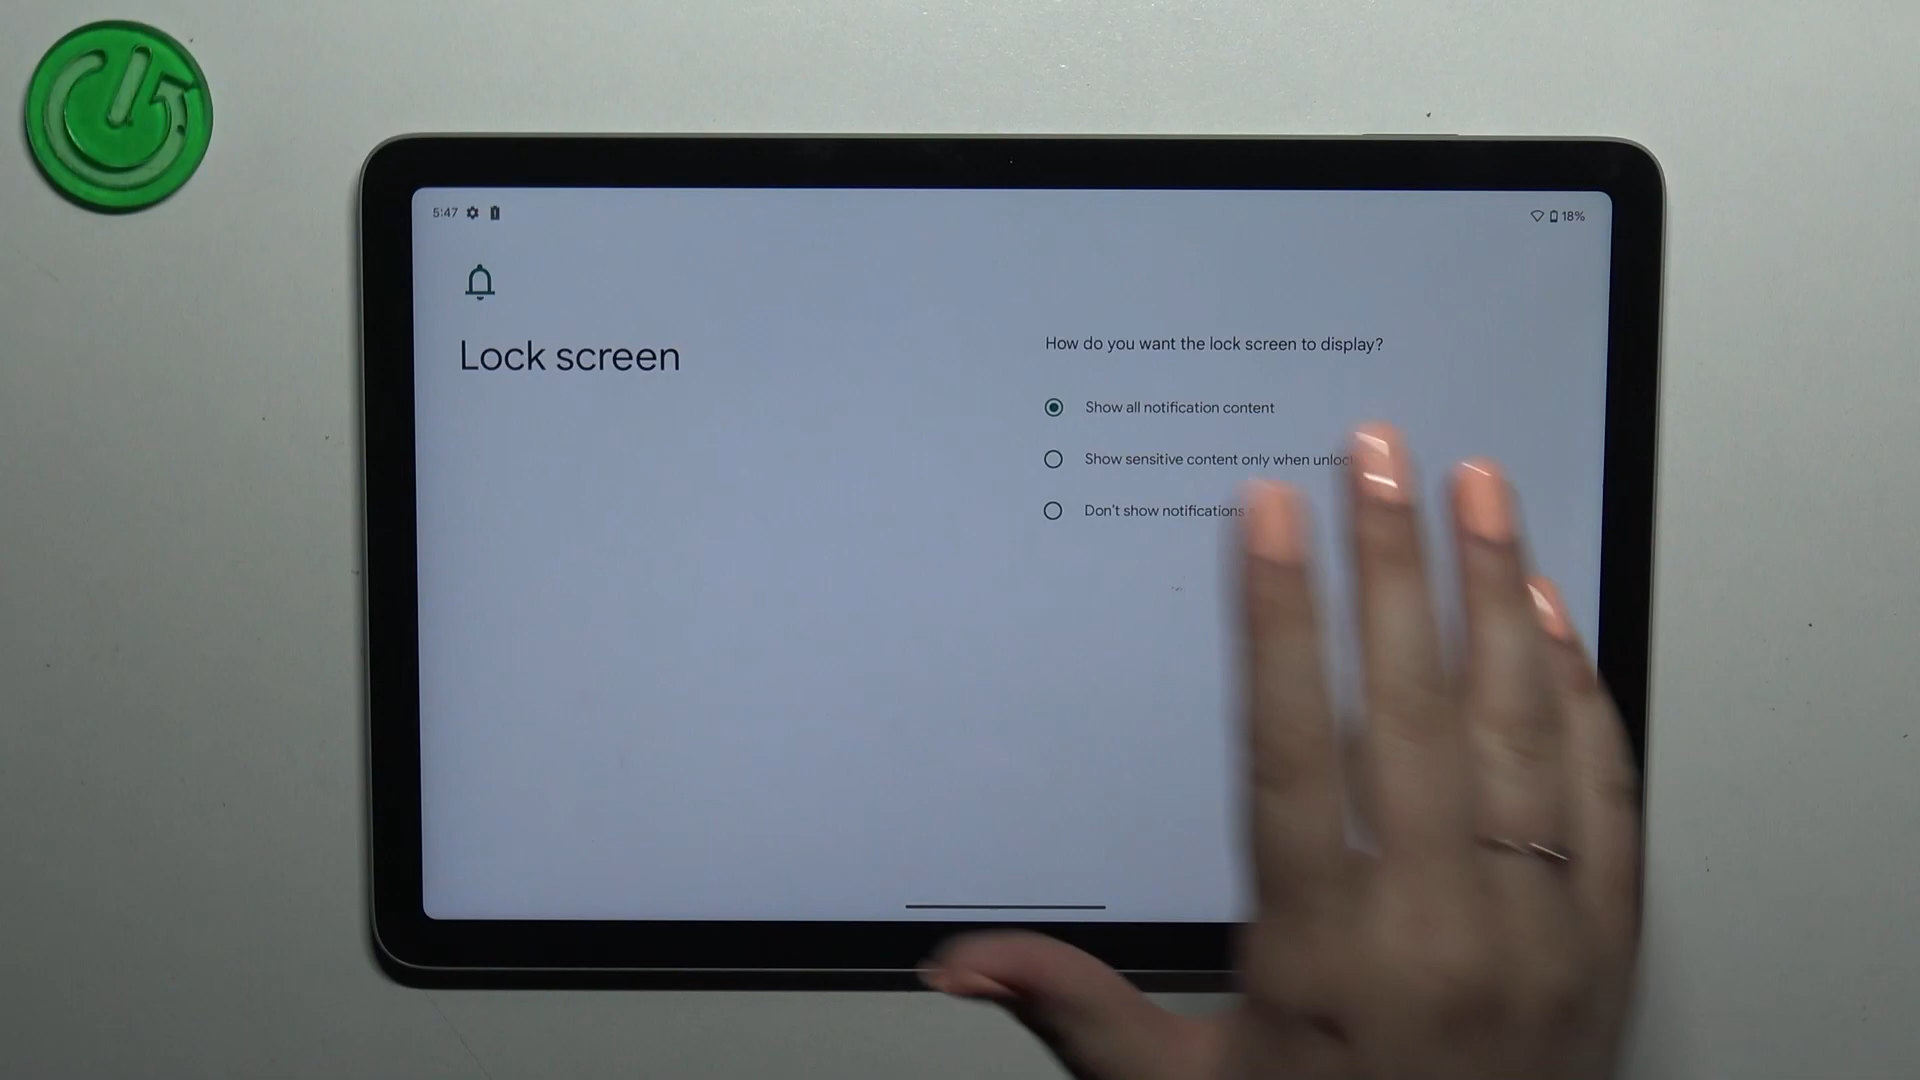 5:47
18%
Lock screen
How do you want the lock screen to display?
Show all notification content
Show sensitive content only when
Don't show notifications